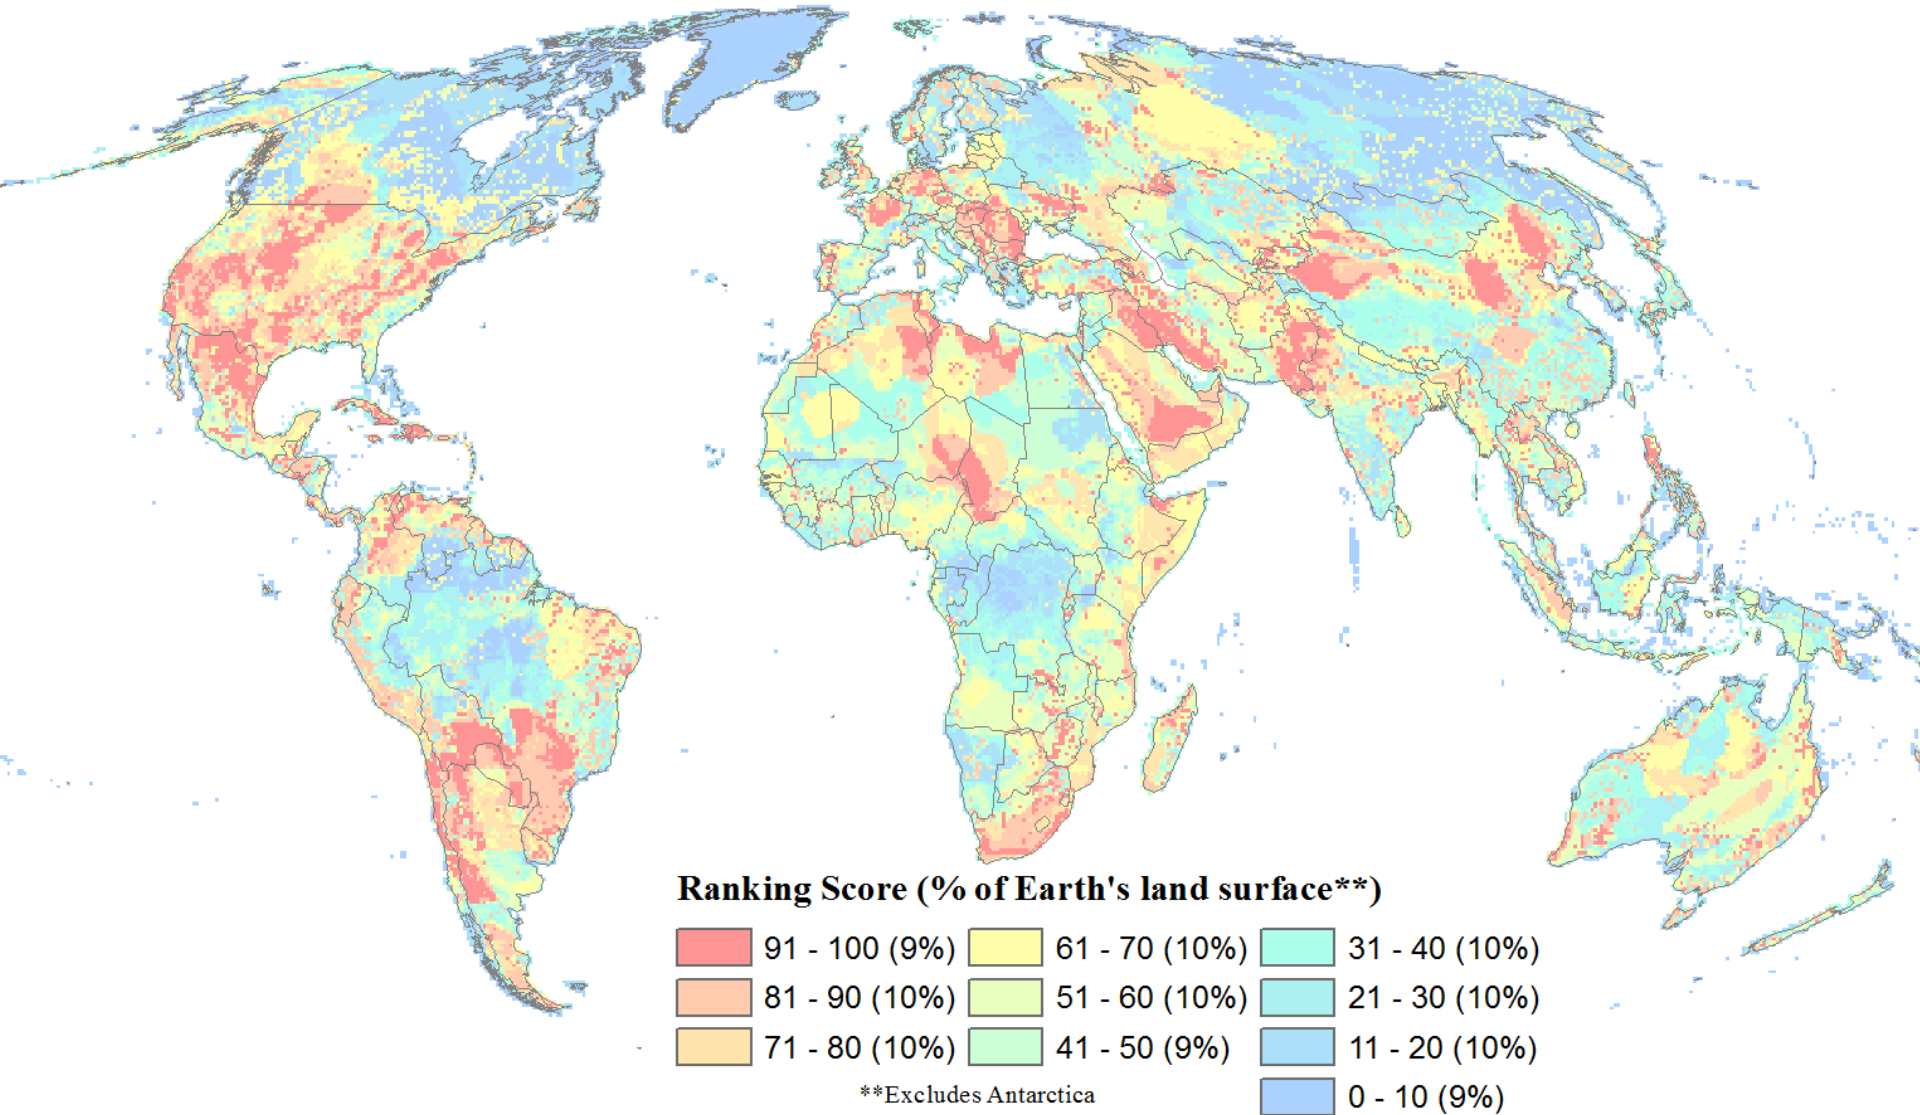 Ranking Score (% of Earth's land surface**)
91 - 100 (9%) 61 - 70 (10%) 31 - 40 (10%)
81 - 90 (10%) 51 - 60 (10%) 21 - 30 (10%)
71 - 80 (10%) 41 - 50 (9%) 11 - 20 (10%)
**Excludes Antarctica 0 - 10 (9%)